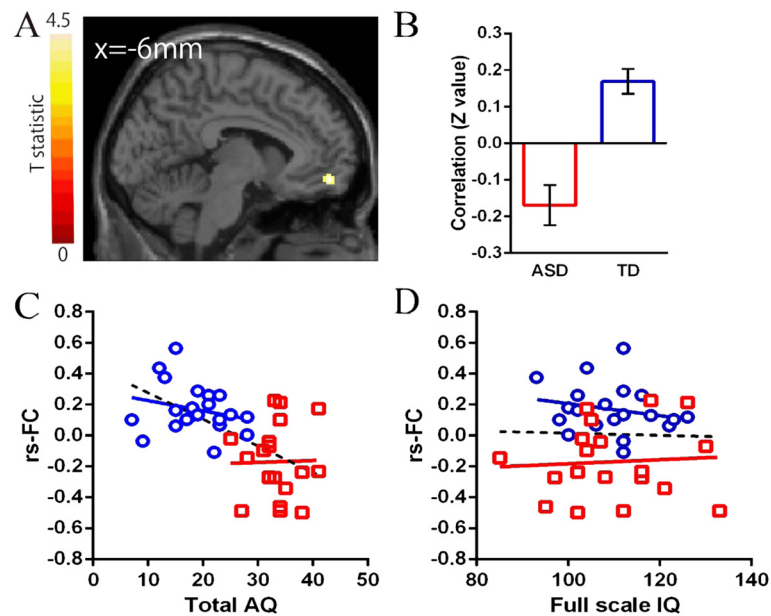 A
4.5
T statistic
0
x=-6mm
B
Correlation (Z value)
0.3
0.2
0.1
0.0
-0.1
-0.2
-0.3
ASD TD
C
rs-FC
0.8
0.6
0.4
0.2
0.0
-0.2
-0.4
-0.6
-0.8
0 10 20 30 40 50
Total AQ
D
rs-FC
0.8
0.6
0.4
0.2
0.0
-0.2
-0.4
-0.6
-0.8
80 100 120 140
Full scale IQ